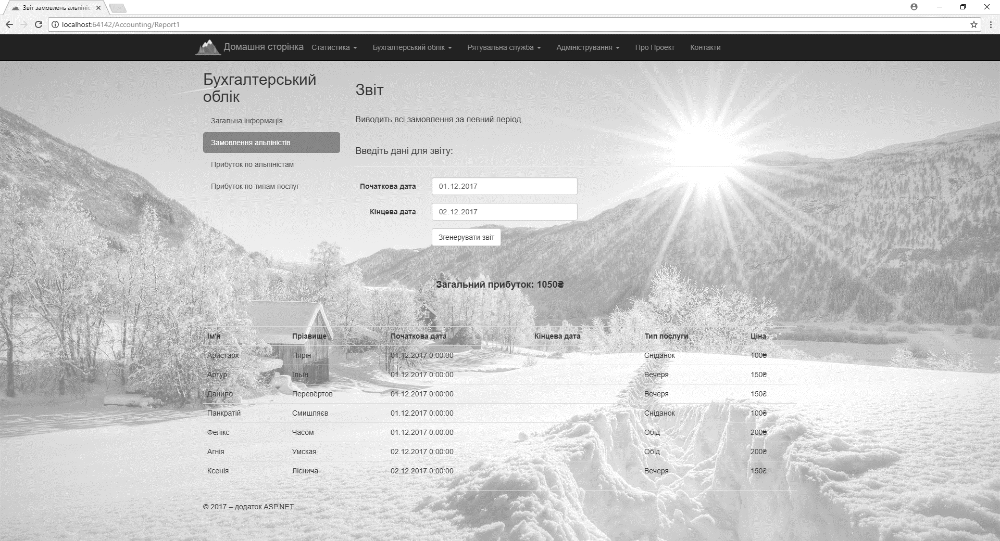 Звіт замовлень альпініс
localhost:64142/Accounting/Report1
Домашня сторінка Статистика Бухгалтерський облік Рятувальна служба Адміністрування Про Проект Контакти
Бухгалтерський
облік
Загальна інформація
Замовлення альпіністів
Прибуток по альпіністам
Прибуток по типам послуг
Звіт
Виводить всі замовлення за певний період
Введіть дані для звіту:
Початкова дата 01.12.2017
Кінцева дата 02.12.2017
Згенерувати звіт
Загальний прибуток: 1050₴
Ім'я Прізвище Початкова дата Кінцева дата Тип послуги Ціна
Аристарх Пярін 01.12.2017 0:00:00 Сніданок 100₴
Артур Ільїн 01.12.2017 0:00:00 Вечеря 150₴
Данило Перевёртов 01.12.2017 0:00:00 Вечеря 150₴
Панкратій Смишляєв 01.12.2017 0:00:00 Сніданок 100₴
Фелікс Часом 01.12.2017 0:00:00 Обід 200₴
Агнія Умская 02.12.2017 0:00:00 Обід 200₴
Ксенія Ліснича 02.12.2017 0:00:00 Вечеря 150₴
© 2017 – додаток ASP.NET